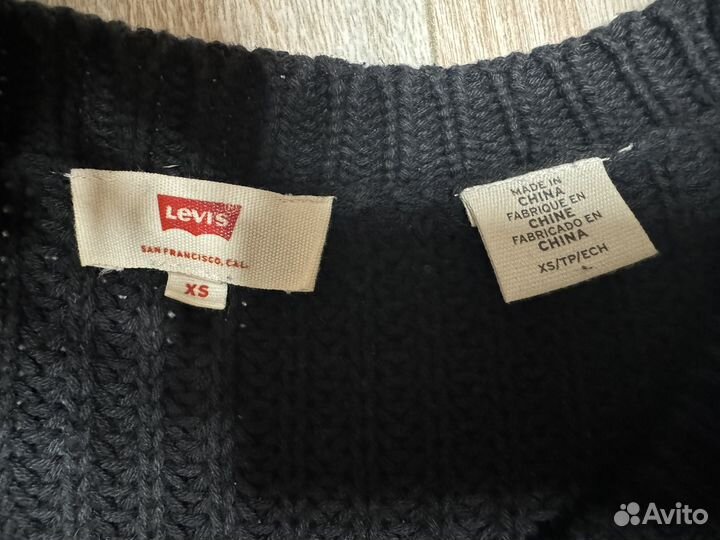 Levi's
SAN FRANCISCO, CAL.
XS
MADE IN
CHINA
FABRIQUE EN
CHINE
FABRICADO EN
CHINA
XS/TP/ECH
Avito